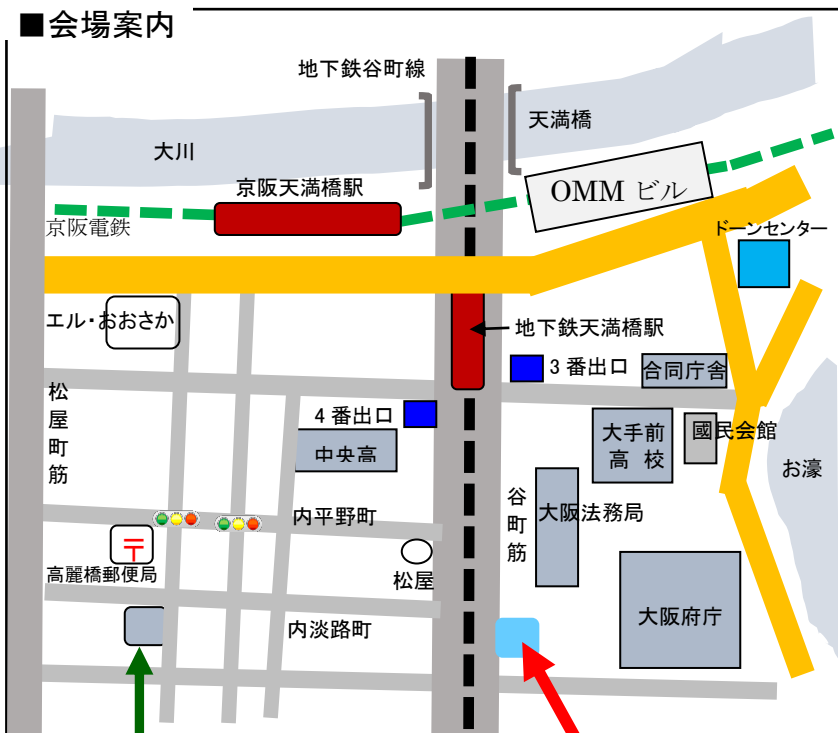 ■会場案内
地下鉄谷町線
天満橋
大川
京阪天満橋駅
OMM ビル
京阪電鉄
ドーンセンター
エル・おおさか
地下鉄天満橋駅
3 番出口
合同庁舎
松屋町筋
4 番出口
中央高
大手前
高 校
國民会館
お濠
谷町筋
大阪法務局
内平野町
〒
高麗橋郵便局
松屋
大阪府庁
内淡路町